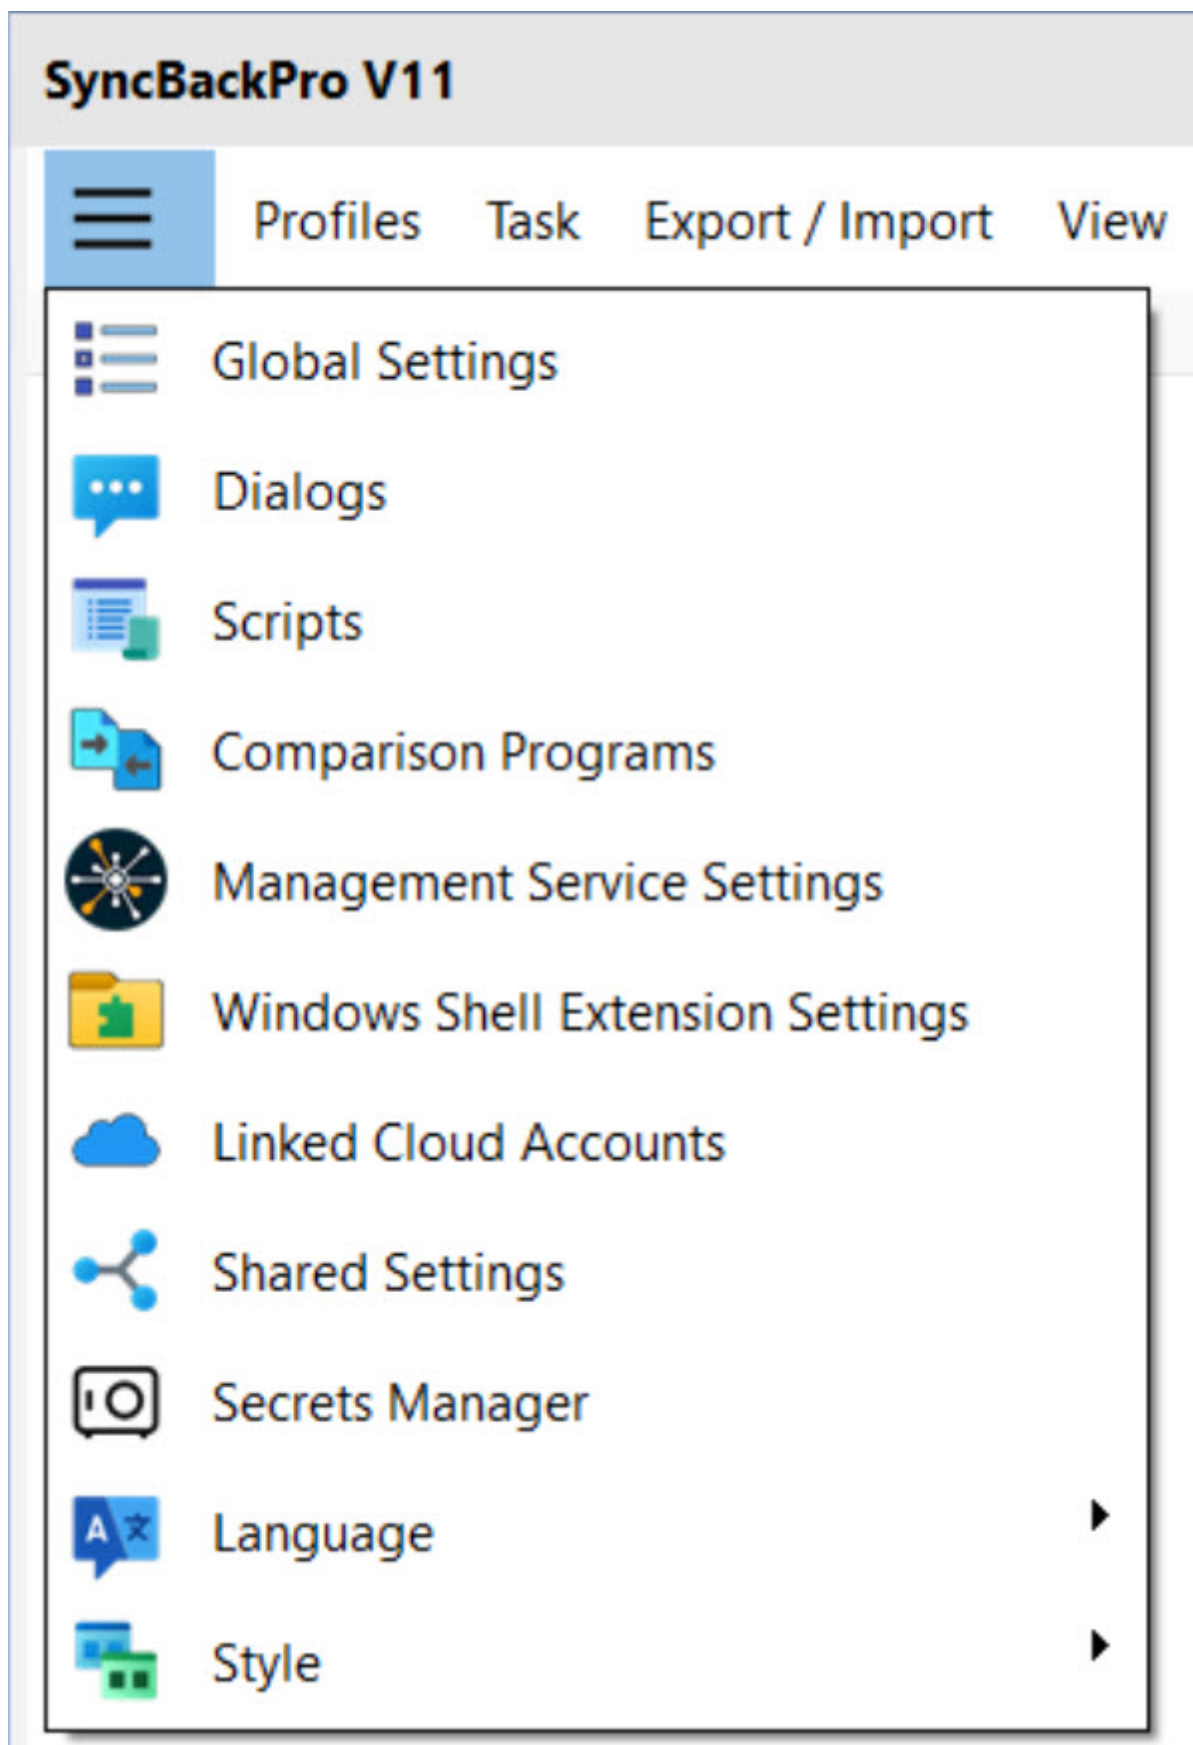 SyncBackPro V11
Profiles Task Export / Import View
Global Settings
Dialogs
Scripts
Comparison Programs
Management Service Settings
Windows Shell Extension Settings
Linked Cloud Accounts
Shared Settings
Secrets Manager
Language
Style